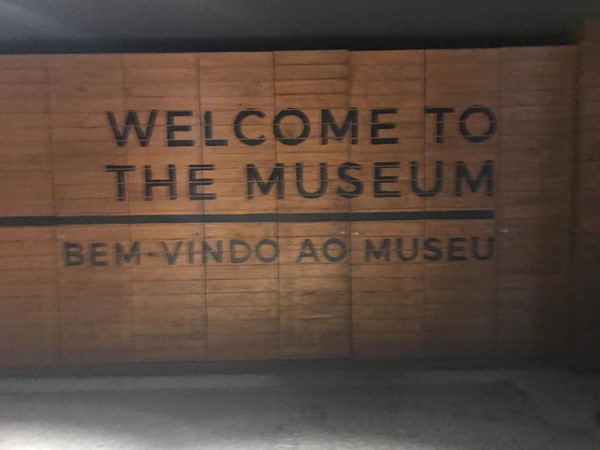 WELCOME TO
THE MUSEUM
BEM-VINDO AO MUSEU